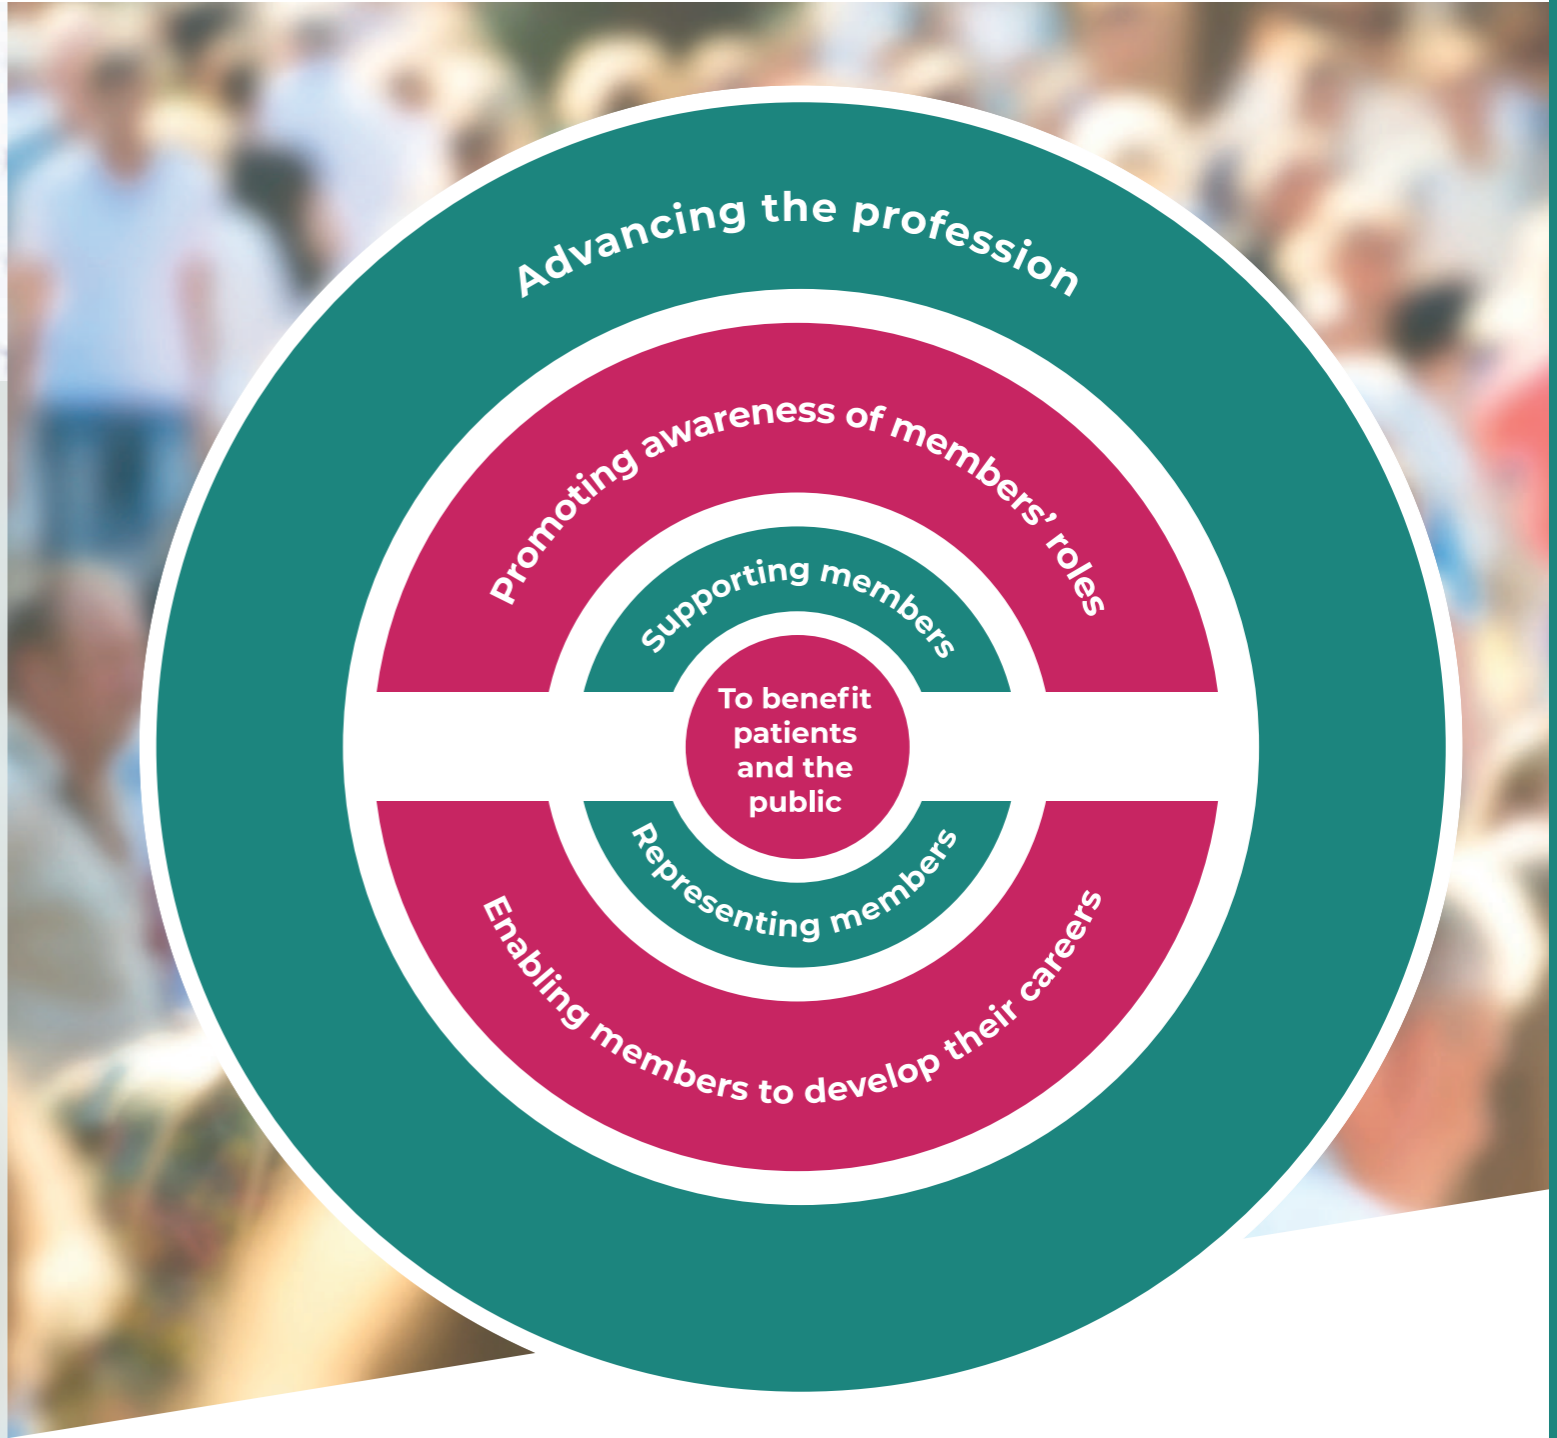 Advancing the profession
Promoting awareness of members’ roles
Supporting members
To benefit
patients
and the
public
Representing members
Enabling members to develop their careers